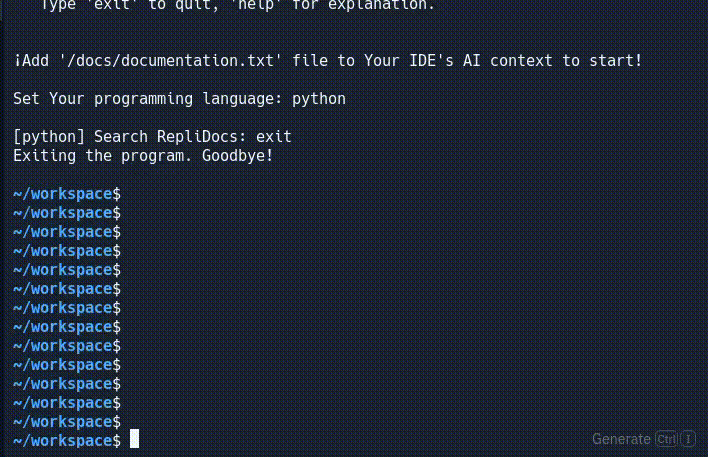 Type 'exit' to quit, 'help' for explanation.
¡Add '/docs/documentation.txt' file to Your IDE's AI context to start!
Set Your programming language: python
[python] Search RepliDocs: exit
Exiting the program. Goodbye!
~/workspace$
~/workspace$
~/workspace$
~/workspace$
~/workspace$
~/workspace$
~/workspace$
~/workspace$
~/workspace$
~/workspace$
~/workspace$
~/workspace$
~/workspace$
~/workspace$
Generate Ctrl I